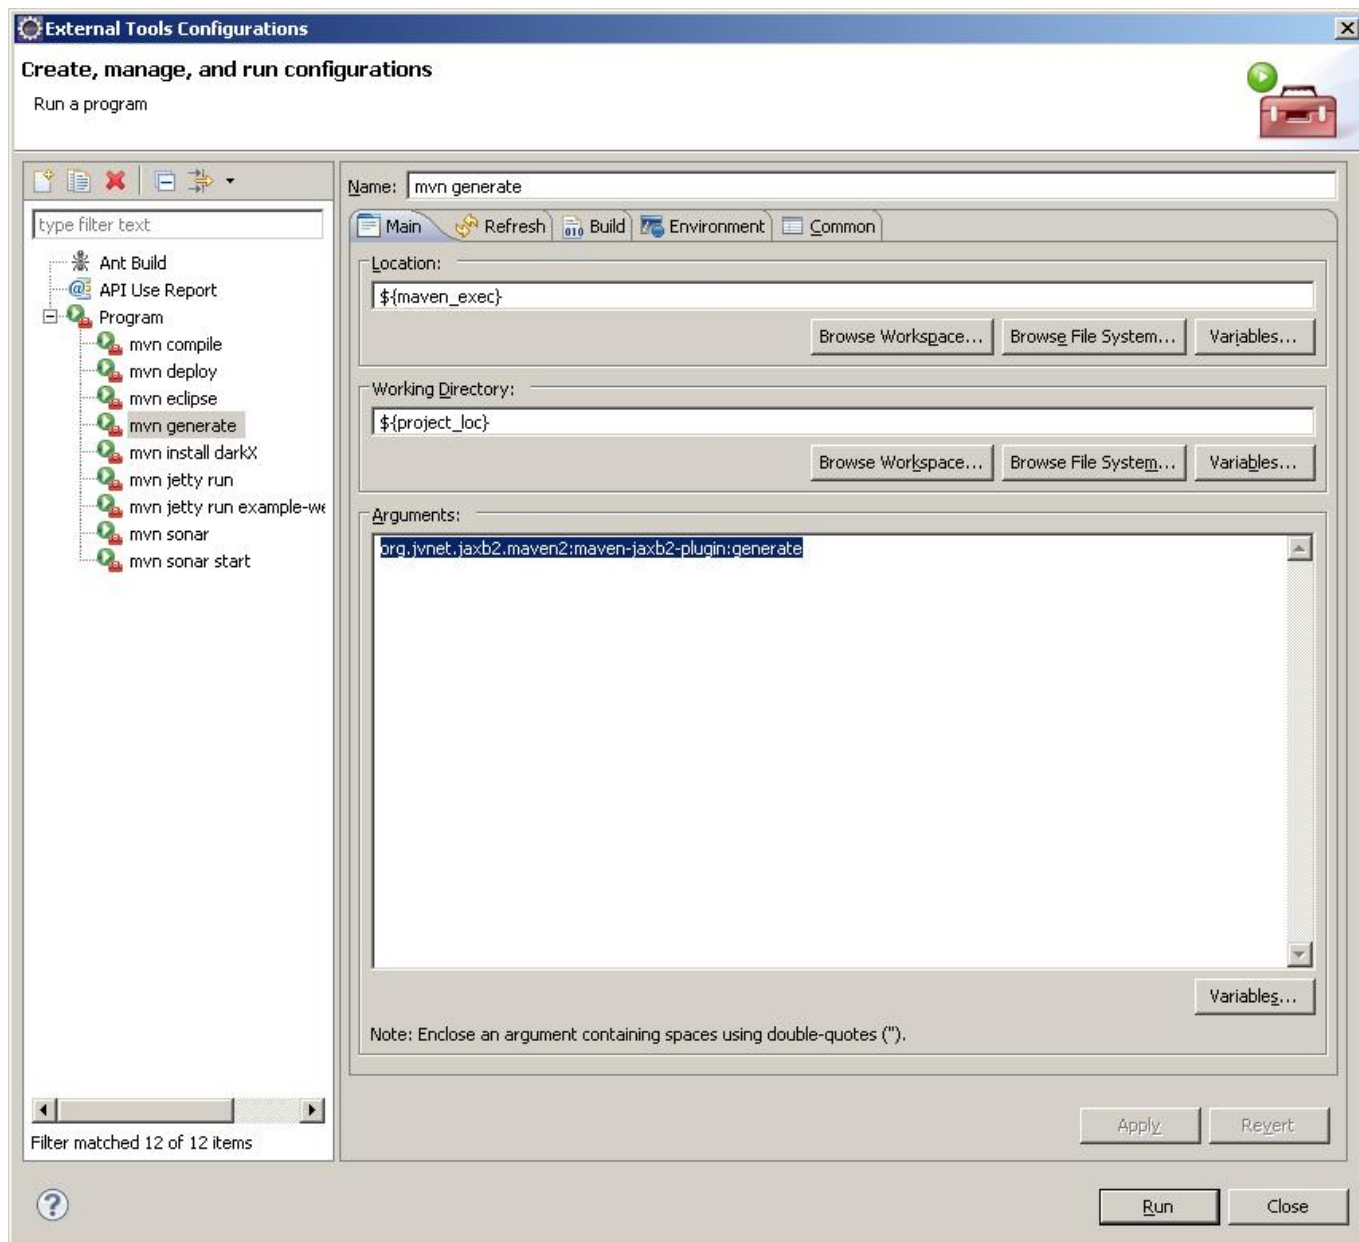 External Tools Configurations
Create, manage, and run configurations
Run a program
type filter text
Ant Build
API Use Report
Program
mvn compile
mvn deploy
mvn eclipse
mvn generate
mvn install darkX
mvn jetty run
mvn jetty run example-we
mvn sonar
mvn sonar start
Filter matched 12 of 12 items
Name: mvn generate
Main Refresh Build Environment Common
Location:
${maven_exec}
Browse Workspace... Browse File System... Variables...
Working Directory:
${project_loc}
Browse Workspace... Browse File System... Variables...
Arguments:
org.jvnet.jaxb2.maven2:maven-jaxb2-plugin:generate
Variables...
Note: Enclose an argument containing spaces using double-quotes (").
Apply Revert
Run Close